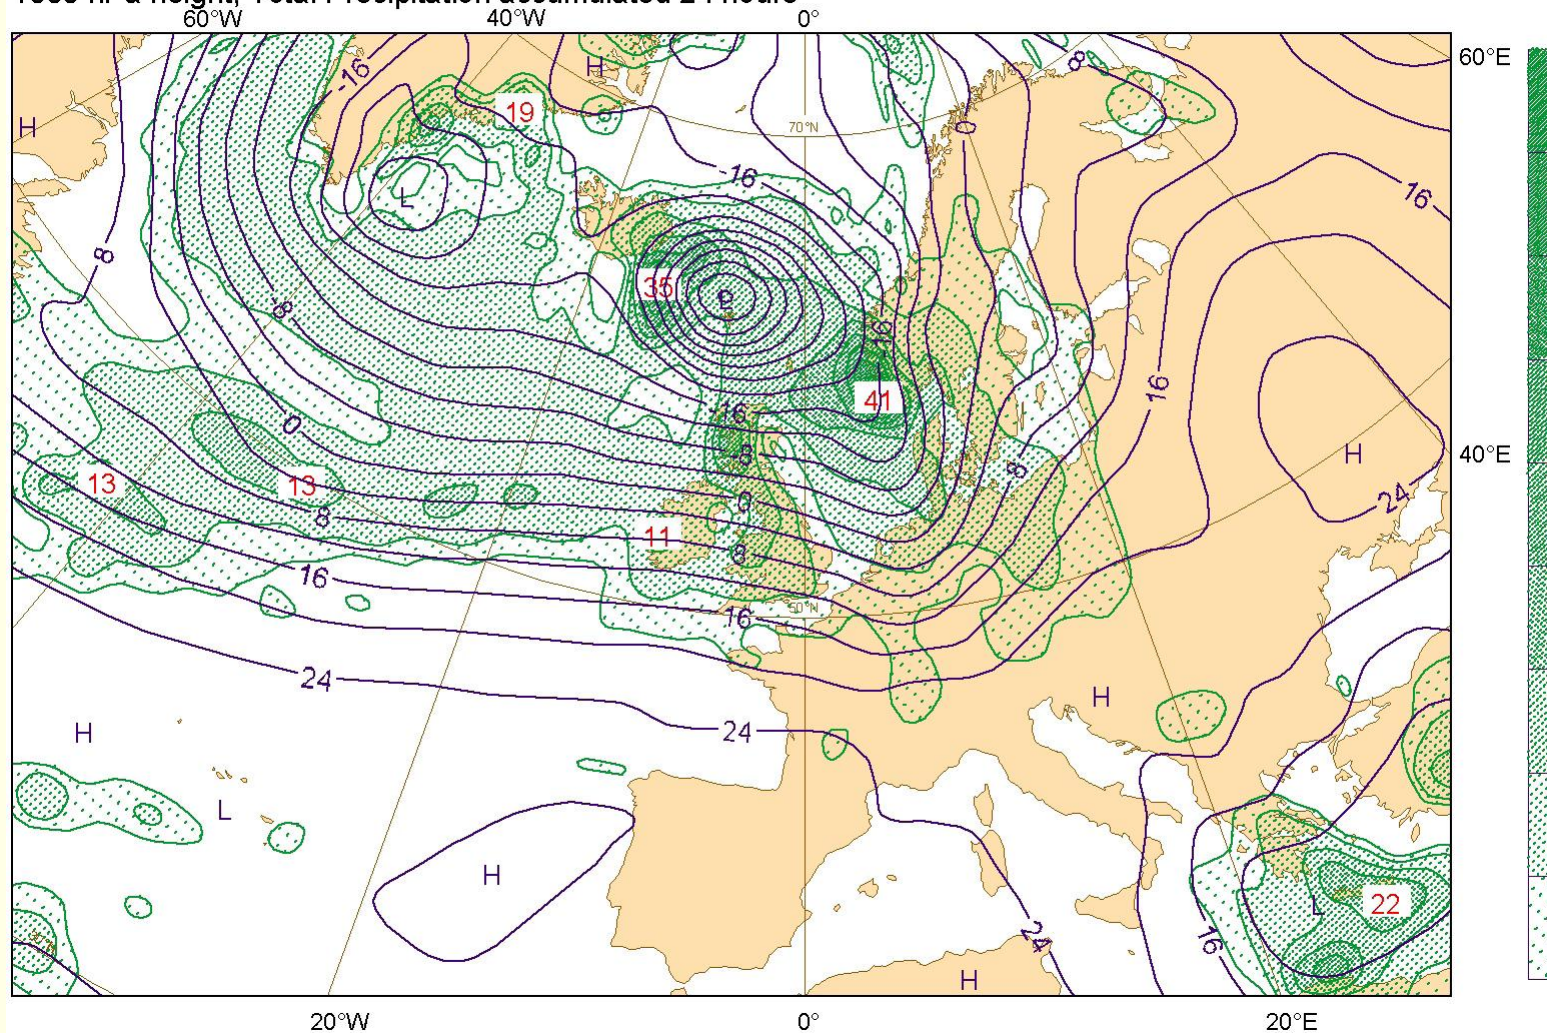 1000 hPa height, Total Precipitation accumulated 24 hours
60°W 40°W 0°
60°E
H
-16
8
19
H
70°N
0
-16
16
H
L
8
-16
35
-8
-16
41
16
0
-16
-8
8
H
40°E
13
13
24
8
0
11
8
16
50°N
16
24
H
H
24
L
H
22
L
24
16
H
20°W 0° 20°E